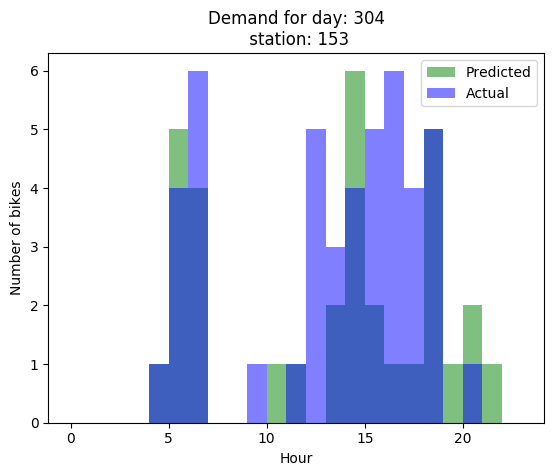 Demand for day: 304
station: 153
Predicted
Actual
Number of bikes
6
5
4
3
2
1
0
0
5
10
15
20
Hour